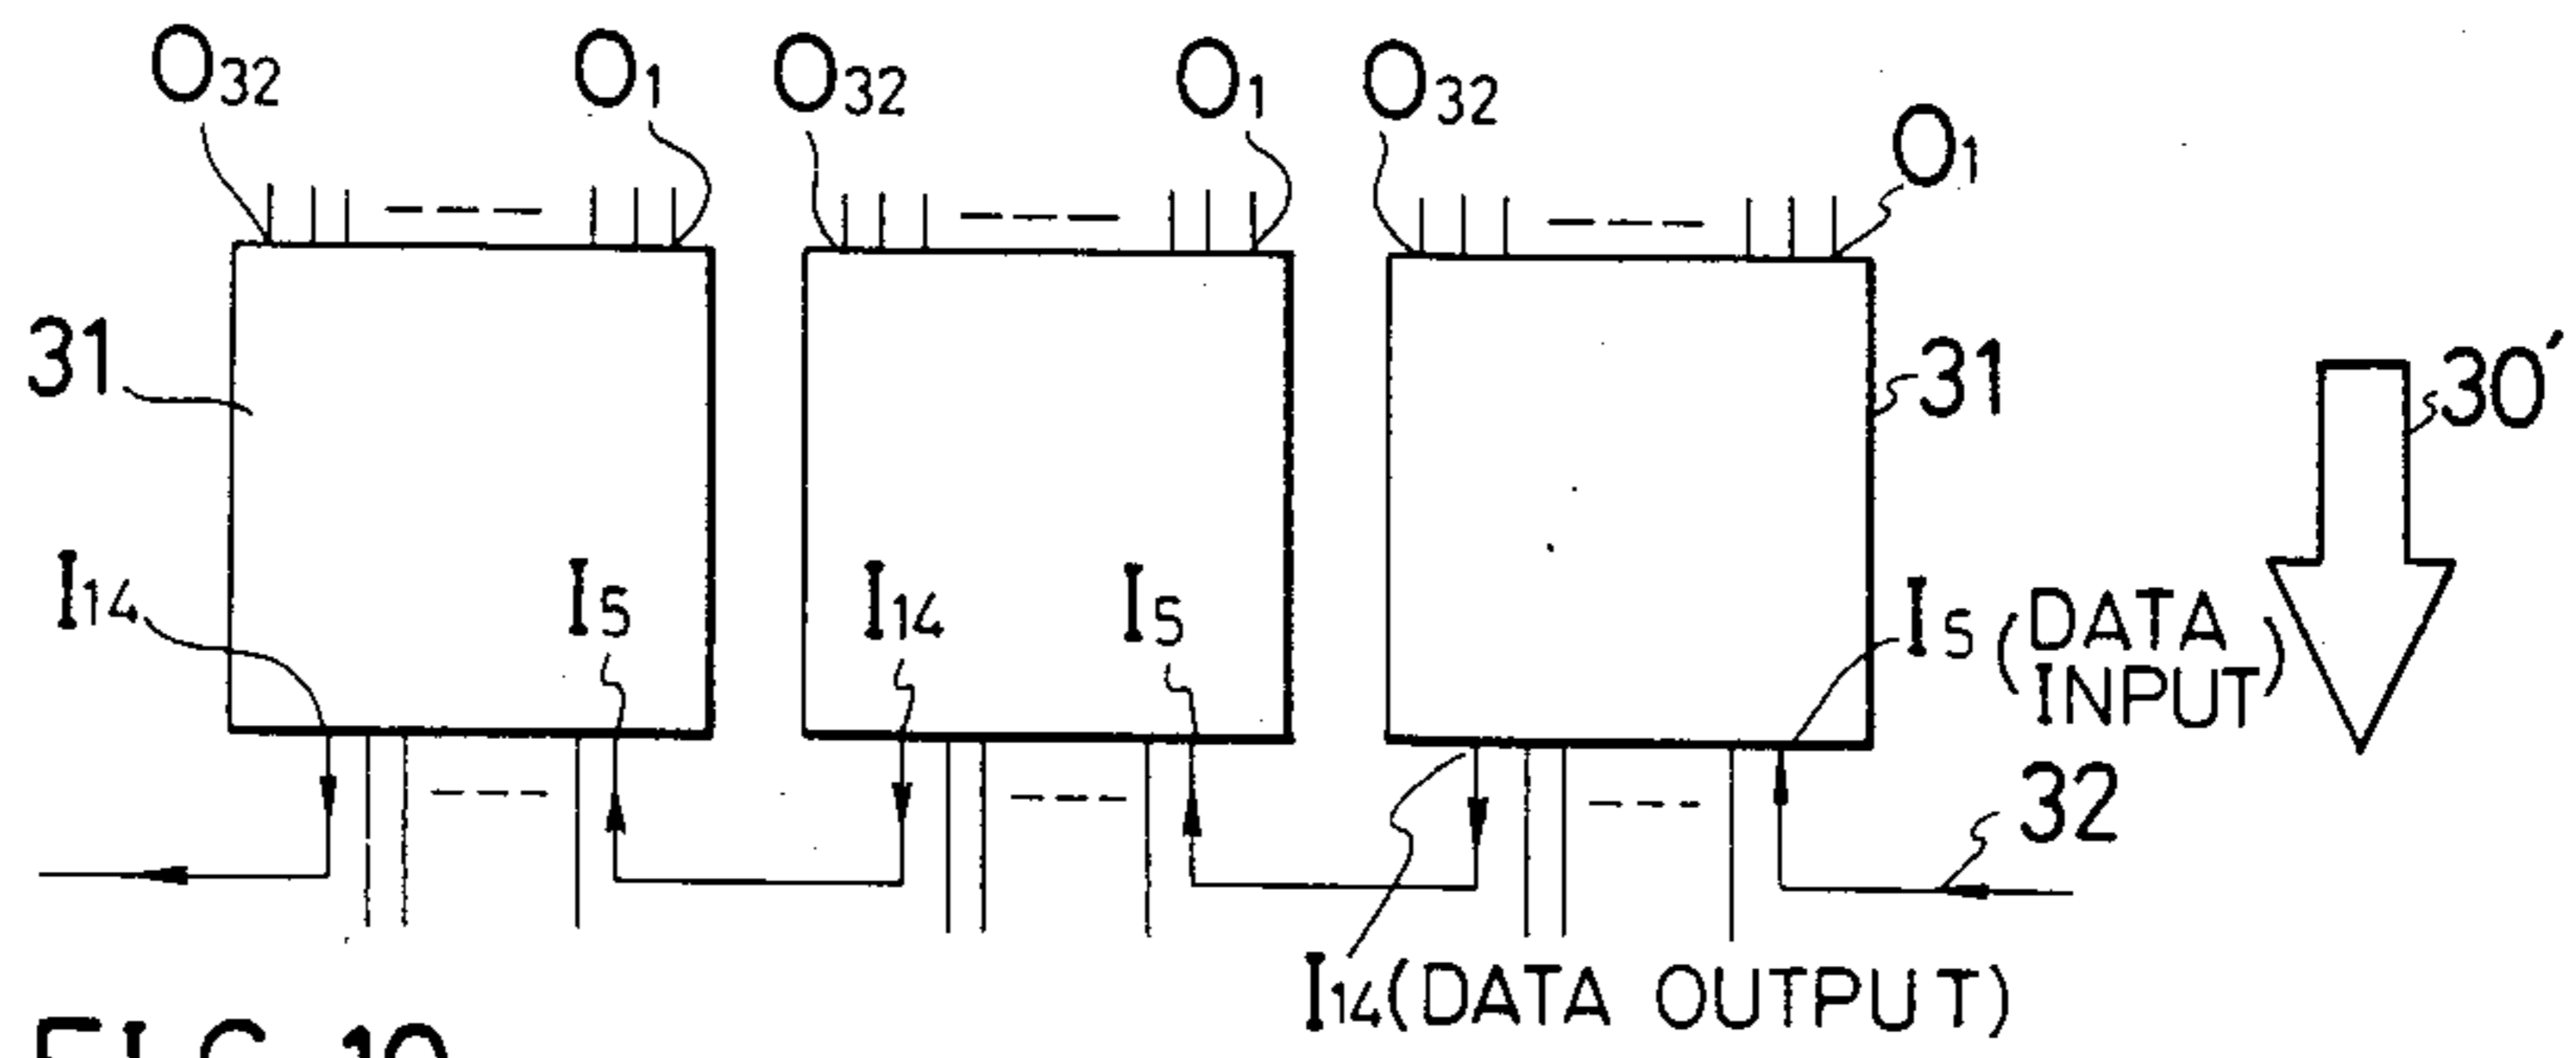 O32 O1 O32 O1 O32 O1
31 31 30'
I14 I5 I14 I5 I5 (DATA INPUT)
32
I14 (DATA OUTPUT)